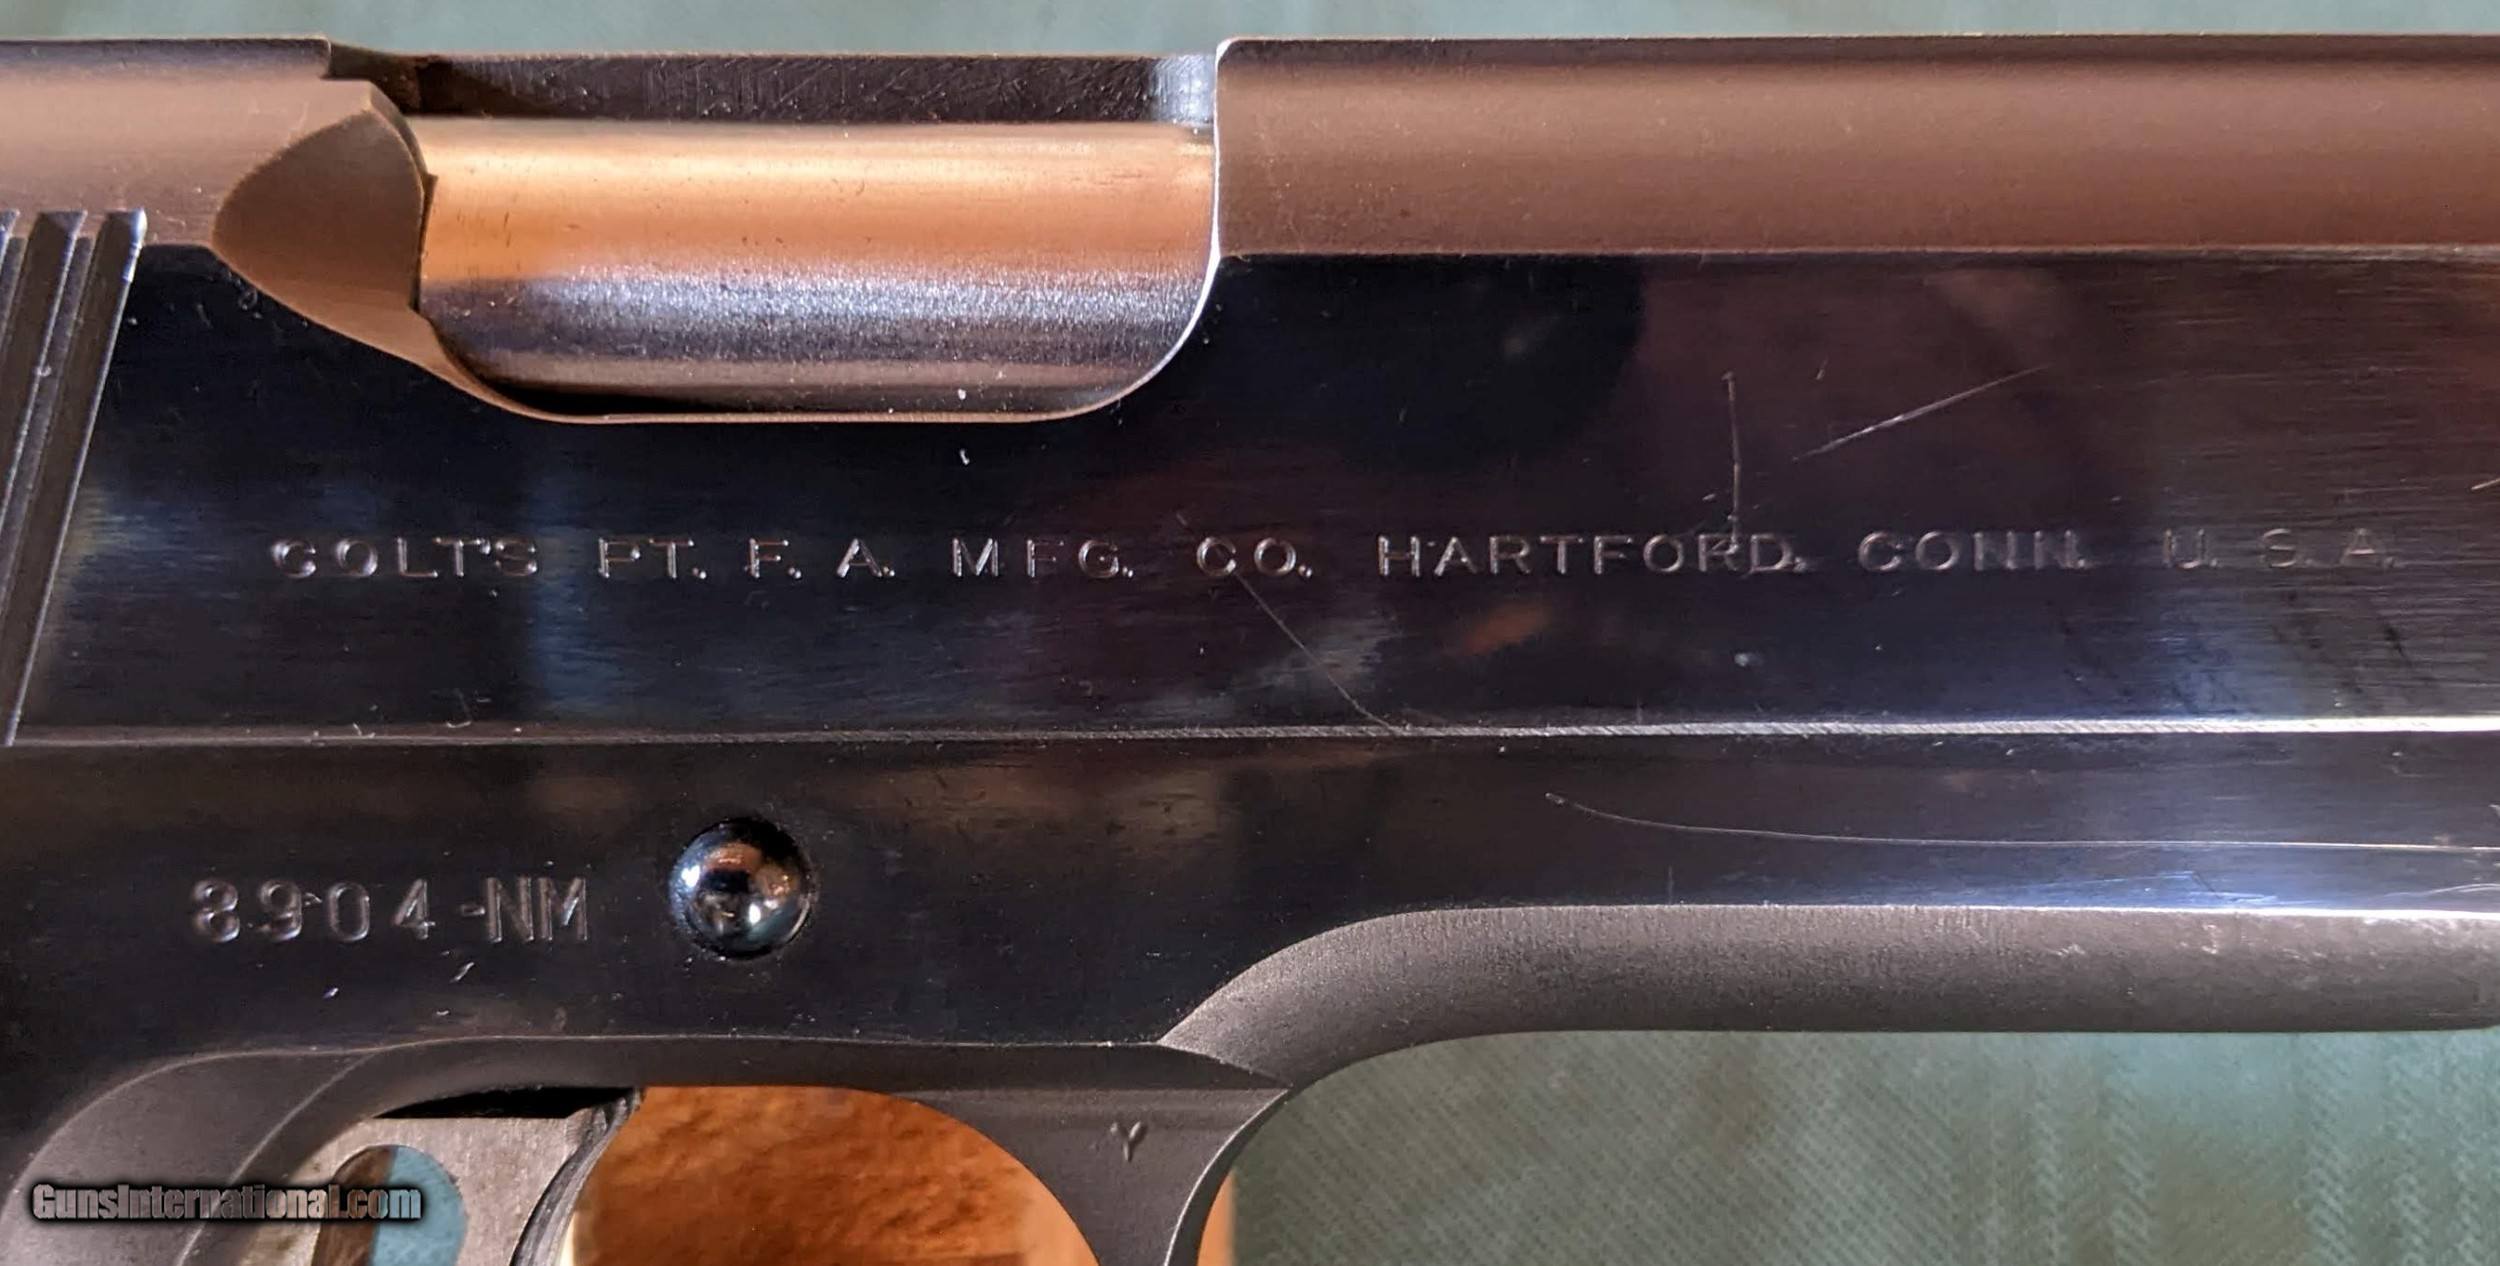 COLT'S PT. F. A. MFG. CO. HARTFORD, CONN. U. S. A.
8904-NM
Y
GunsInternational.com